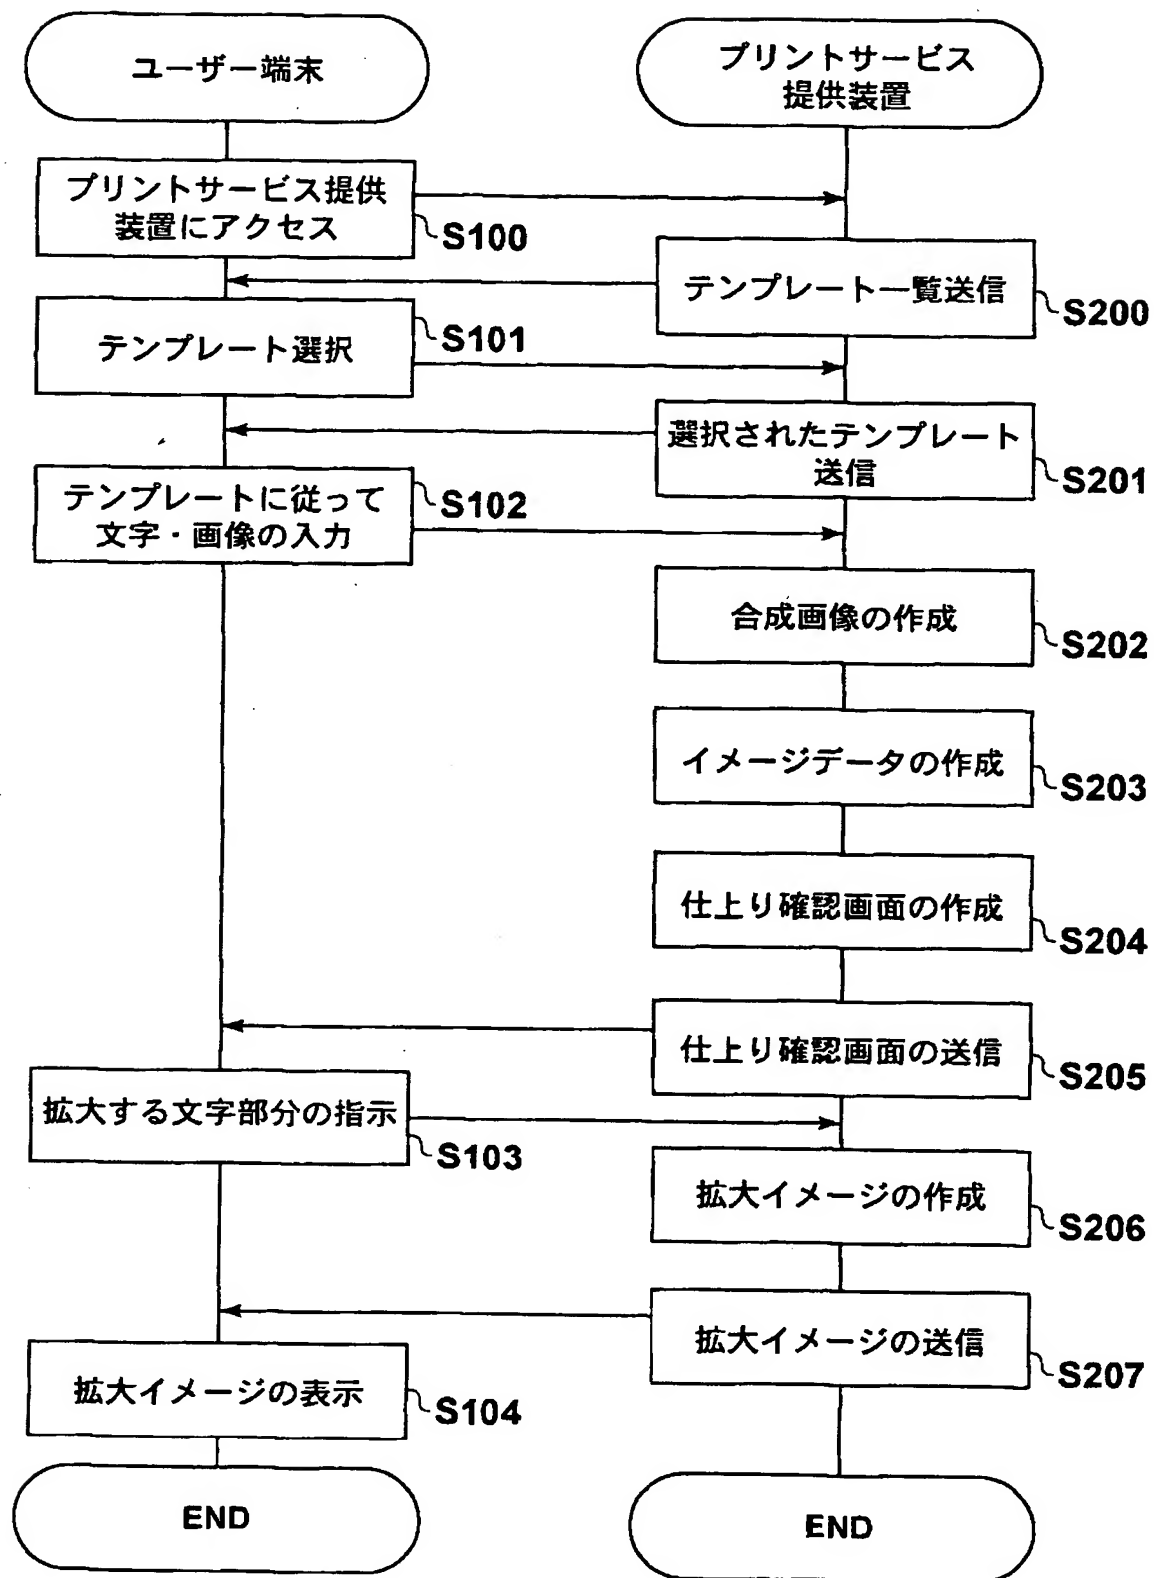 ユーザー端末
プリントサービス
提供装置
プリントサービス提供
装置にアクセス
S100
テンプレート一覧送信
S200
テンプレート選択
S101
選択されたテンプレート
送信
S201
テンプレートに従って
文字・画像の入力
S102
合成画像の作成
S202
イメージデータの作成
S203
仕上り確認画面の作成
S204
仕上り確認画面の送信
S205
拡大する文字部分の指示
S103
拡大イメージの作成
S206
拡大イメージの送信
S207
拡大イメージの表示
S104
END
END